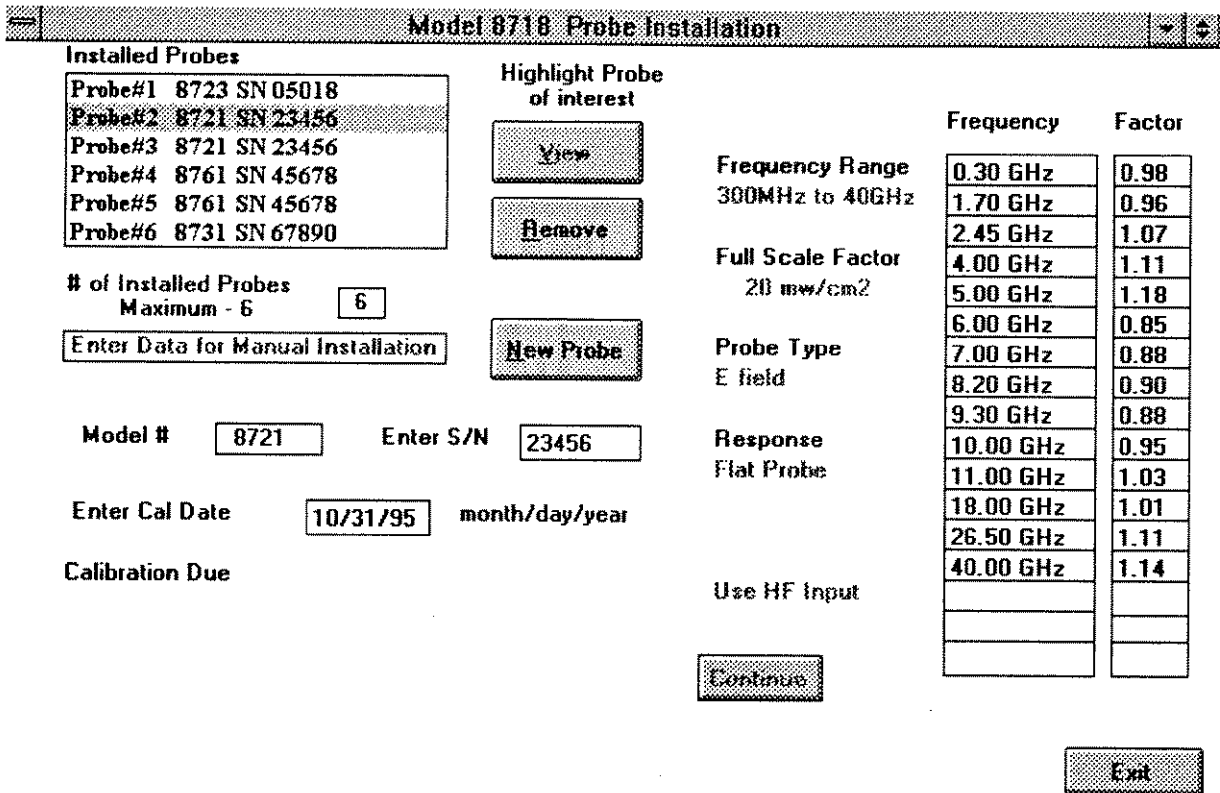 Model 8718 Probe Installation
Installed Probes
Probe#1 8723 SN 05018
Probe#2 8721 SN 23456
Probe#3 8721 SN 23456
Probe#4 8761 SN 45678
Probe#5 8761 SN 45678
Probe#6 8731 SN 67890
Highlight Probe
of interest
View
Remove
# of Installed Probes
Maximum - 6
6
Enter Data for Manual Installation
New Probe
Model #
8721
Enter S/N
23456
Enter Cal Date
10/31/95
month/day/year
Calibration Due
Frequency Range
300MHz to 40GHz
Full Scale Factor
20 mw/cm2
Probe Type
E field
Response
Flat Probe
Use HF Input
Continue
Frequency Factor
0.30 GHz 0.98
1.70 GHz 0.96
2.45 GHz 1.07
4.00 GHz 1.11
5.00 GHz 1.18
6.00 GHz 0.85
7.00 GHz 0.88
8.20 GHz 0.90
9.30 GHz 0.88
10.00 GHz 0.95
11.00 GHz 1.03
18.00 GHz 1.01
26.50 GHz 1.11
40.00 GHz 1.14
Exit